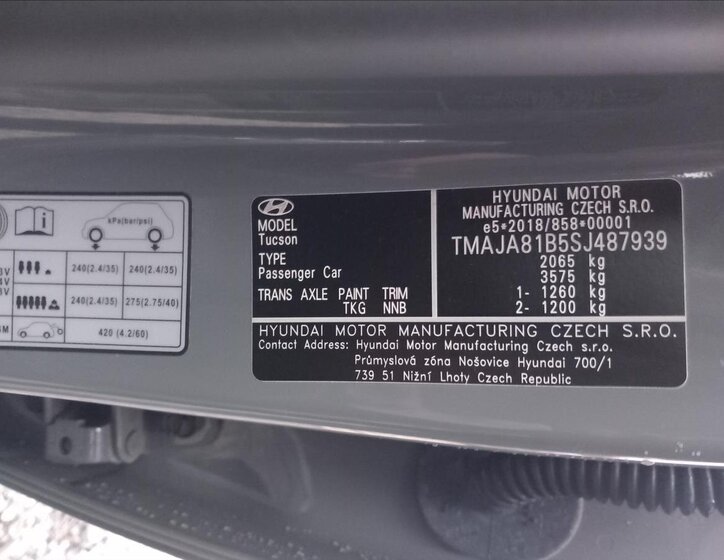 kPa(bar/psi)
240(2.4/35) 240(2.4/35)
240(2.4/35) 275(2.75/40)
420 (4.2/60)
MODEL
Tucson
TYPE
Passenger Car
TRANS AXLE PAINT TRIM
TKG NNB
HYUNDAI MOTOR
MANUFACTURING CZECH S.R.O.
e5*2018/858*00001
TMAJA81B5SJ487939
2065 kg
3575 kg
1- 1260 kg
2- 1200 kg
HYUNDAI MOTOR MANUFACTURING CZECH S.R.O.
Contact Address: Hyundai Motor Manufacturing Czech s.r.o.
Průmyslová zóna Nošovice Hyundai 700/1
739 51 Nižní Lhoty Czech Republic